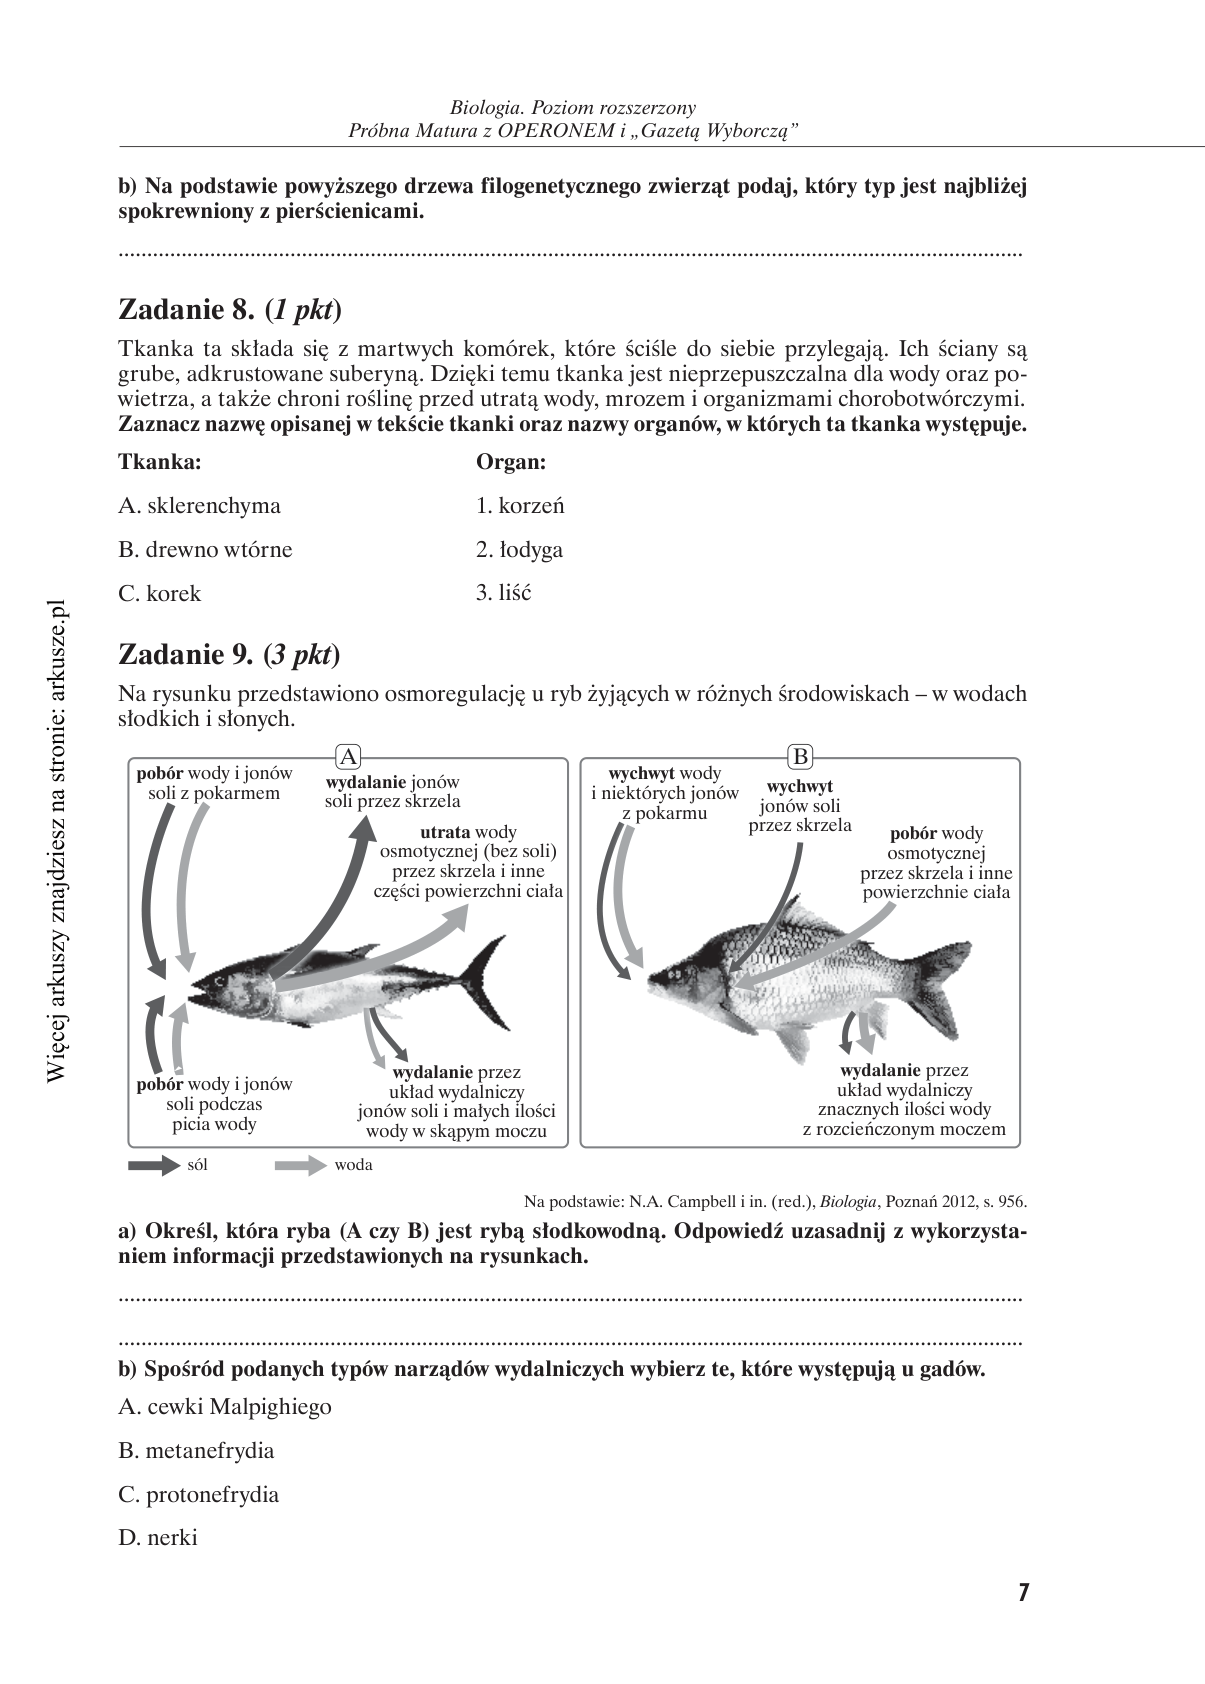 Biologia. Poziom rozszerzony
Próbna Matura z OPERONEM i „Gazetą Wyborczą”
b) Na podstawie powyższego drzewa filogenetycznego zwierząt podaj, który typ jest najbliżej
spokrewniony z pierścienicami.
Zadanie 8. (1 pkt)
Tkanka ta składa się z martwych komórek, które ściśle do siebie przylegają. Ich ściany są
grube, adkrustowane suberyną. Dzięki temu tkanka jest nieprzepuszczalna dla wody oraz po-
wietrza, a także chroni roślinę przed utratą wody, mrozem i organizmami chorobotwórczymi.
Zaznacz nazwę opisanej w tekście tkanki oraz nazwy organów, w których ta tkanka występuje.
Tkanka: Organ:
A. sklerenchyma 1. korzeń
B. drewno wtórne 2. łodyga
C. korek 3. liść
Zadanie 9. (3 pkt)
Na rysunku przedstawiono osmoregulację u ryb żyjących w różnych środowiskach – w wodach
słodkich i słonych.
A
pobór wody i jonów
soli z pokarmem
wydalanie jonów
soli przez skrzela
utrata wody
osmotycznej (bez soli)
przez skrzela i inne
części powierzchni ciała
pobór wody i jonów
soli podczas
picia wody
wydalanie przez
układ wydalniczy
jonów soli i małych ilości
wody w skąpym moczu
B
wychwyt wody
i niektórych jonów
z pokarmu
wychwyt
jonów soli
przez skrzela
pobór wody
osmotycznej
przez skrzela i inne
powierzchnie ciała
wydalanie przez
układ wydalniczy
znacznych ilości wody
z rozcieńczonym moczem
sól woda
Na podstawie: N.A. Campbell i in. (red.), Biologia, Poznań 2012, s. 956.
a) Określ, która ryba (A czy B) jest rybą słodkowodną. Odpowiedź uzasadnij z wykorzysta-
niem informacji przedstawionych na rysunkach.
b) Spośród podanych typów narządów wydalniczych wybierz te, które występują u gadów.
A. cewki Malpighiego
B. metanefrydia
C. protonefrydia
D. nerki
7
Więcej arkuszy znajdziesz na stronie: arkusze.pl